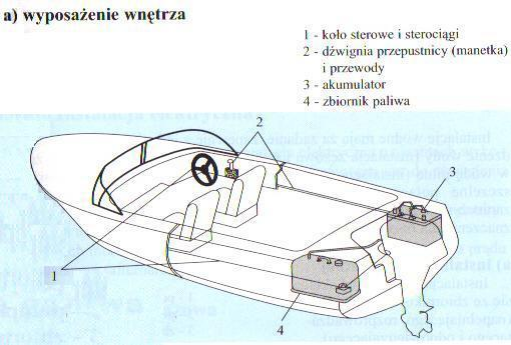 a) wyposażenie wnętrza
1 - koło sterowe i sterociągi
2 - dźwignia przepustnicy (manetka)
i przewody
3 - akumulator
4 - zbiornik paliwa
2
3
1
4